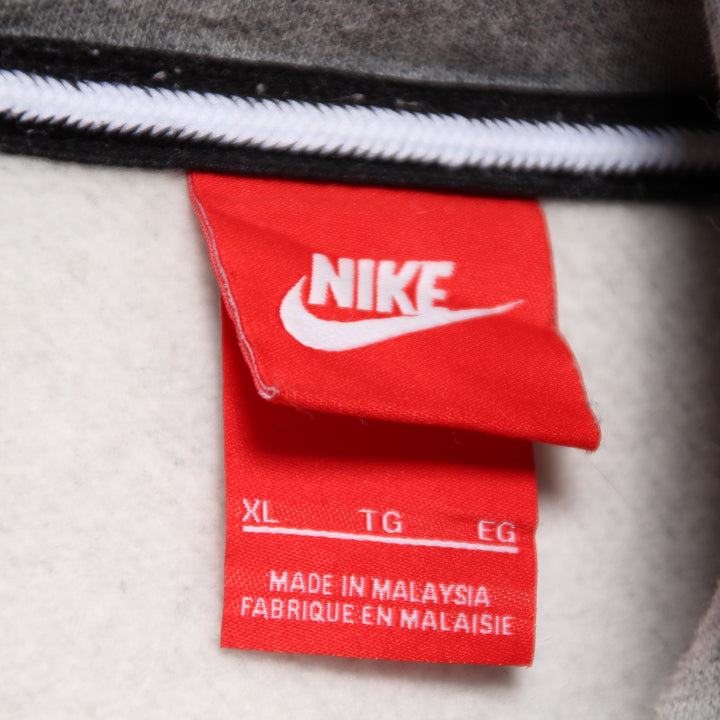 NIKE
XL TG EG
MADE IN MALAYSIA
FABRIQUE EN MALAISIE